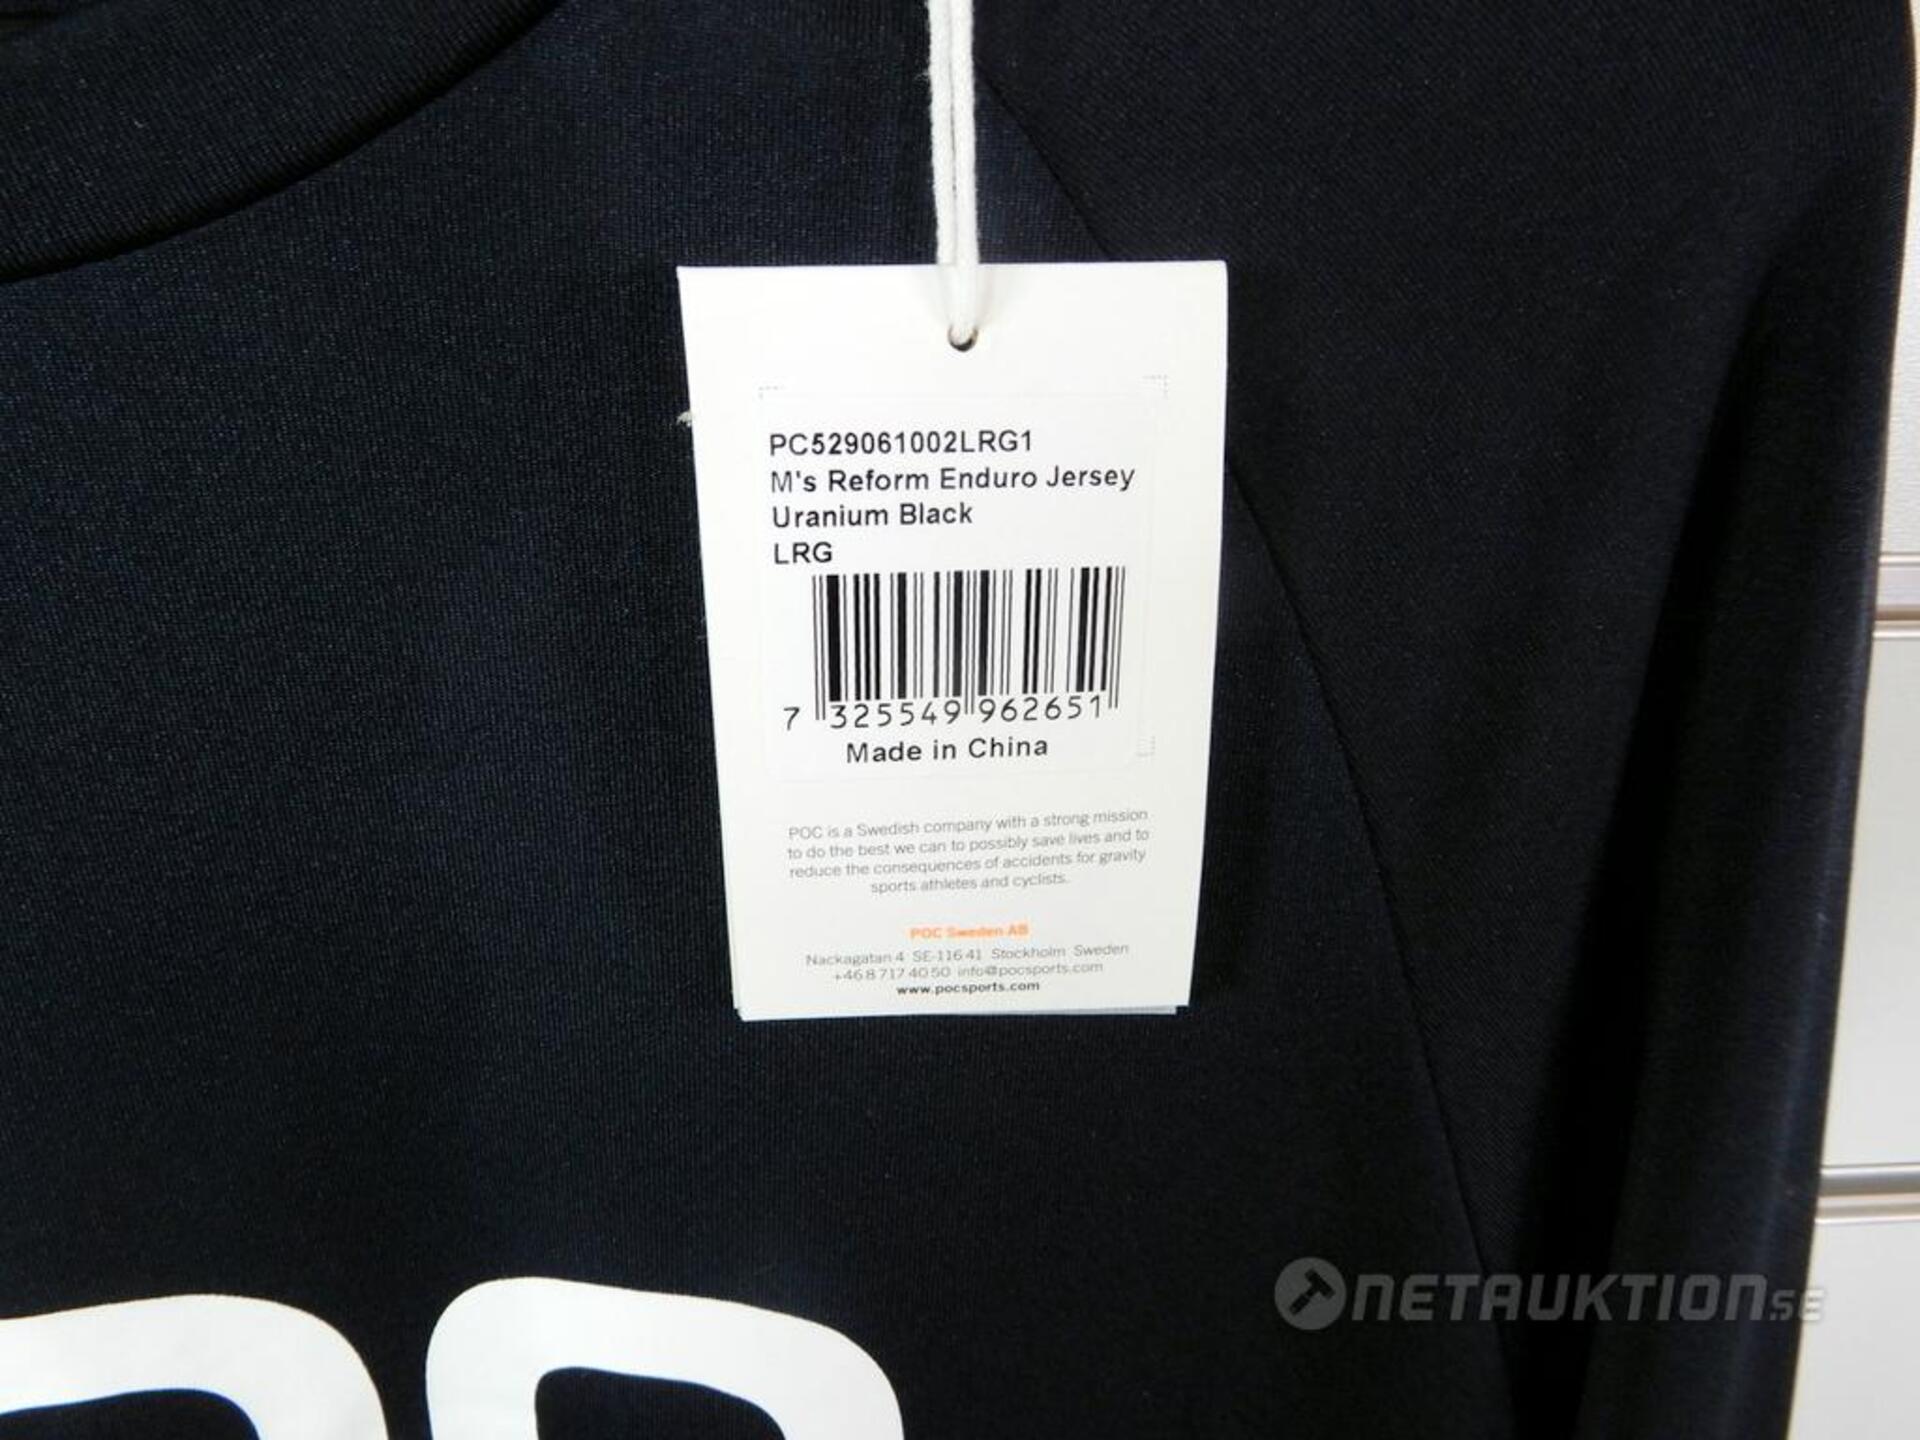 PC529061002LRG1
M's Reform Enduro Jersey
Uranium Black
LRG
7 325549 962651
Made in China
POC is a Swedish company with a strong mission
to do the best we can to possibly save lives and to
reduce the consequences of accidents for gravity
sports athletes and cyclists.
POC Sweden AB
Nackagatan 4 SE-116 41 Stockholm Sweden
+46 8 717 40 50 info@pocsports.com
www.pocsports.com
NETAUKTION.SE